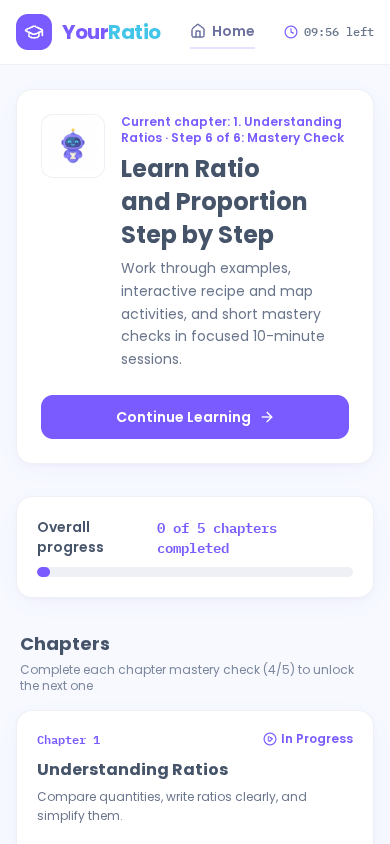 YourRatio
Home
09:56 left
Current chapter: 1. Understanding
Ratios · Step 6 of 6: Mastery Check
Learn Ratio
and Proportion
Step by Step
Work through examples,
interactive recipe and map
activities, and short mastery
checks in focused 10-minute
sessions.
Continue Learning
Overall
progress
0 of 5 chapters
completed
Chapters
Complete each chapter mastery check (4/5) to unlock
the next one
Chapter 1
In Progress
Understanding Ratios
Compare quantities, write ratios clearly, and
simplify them.